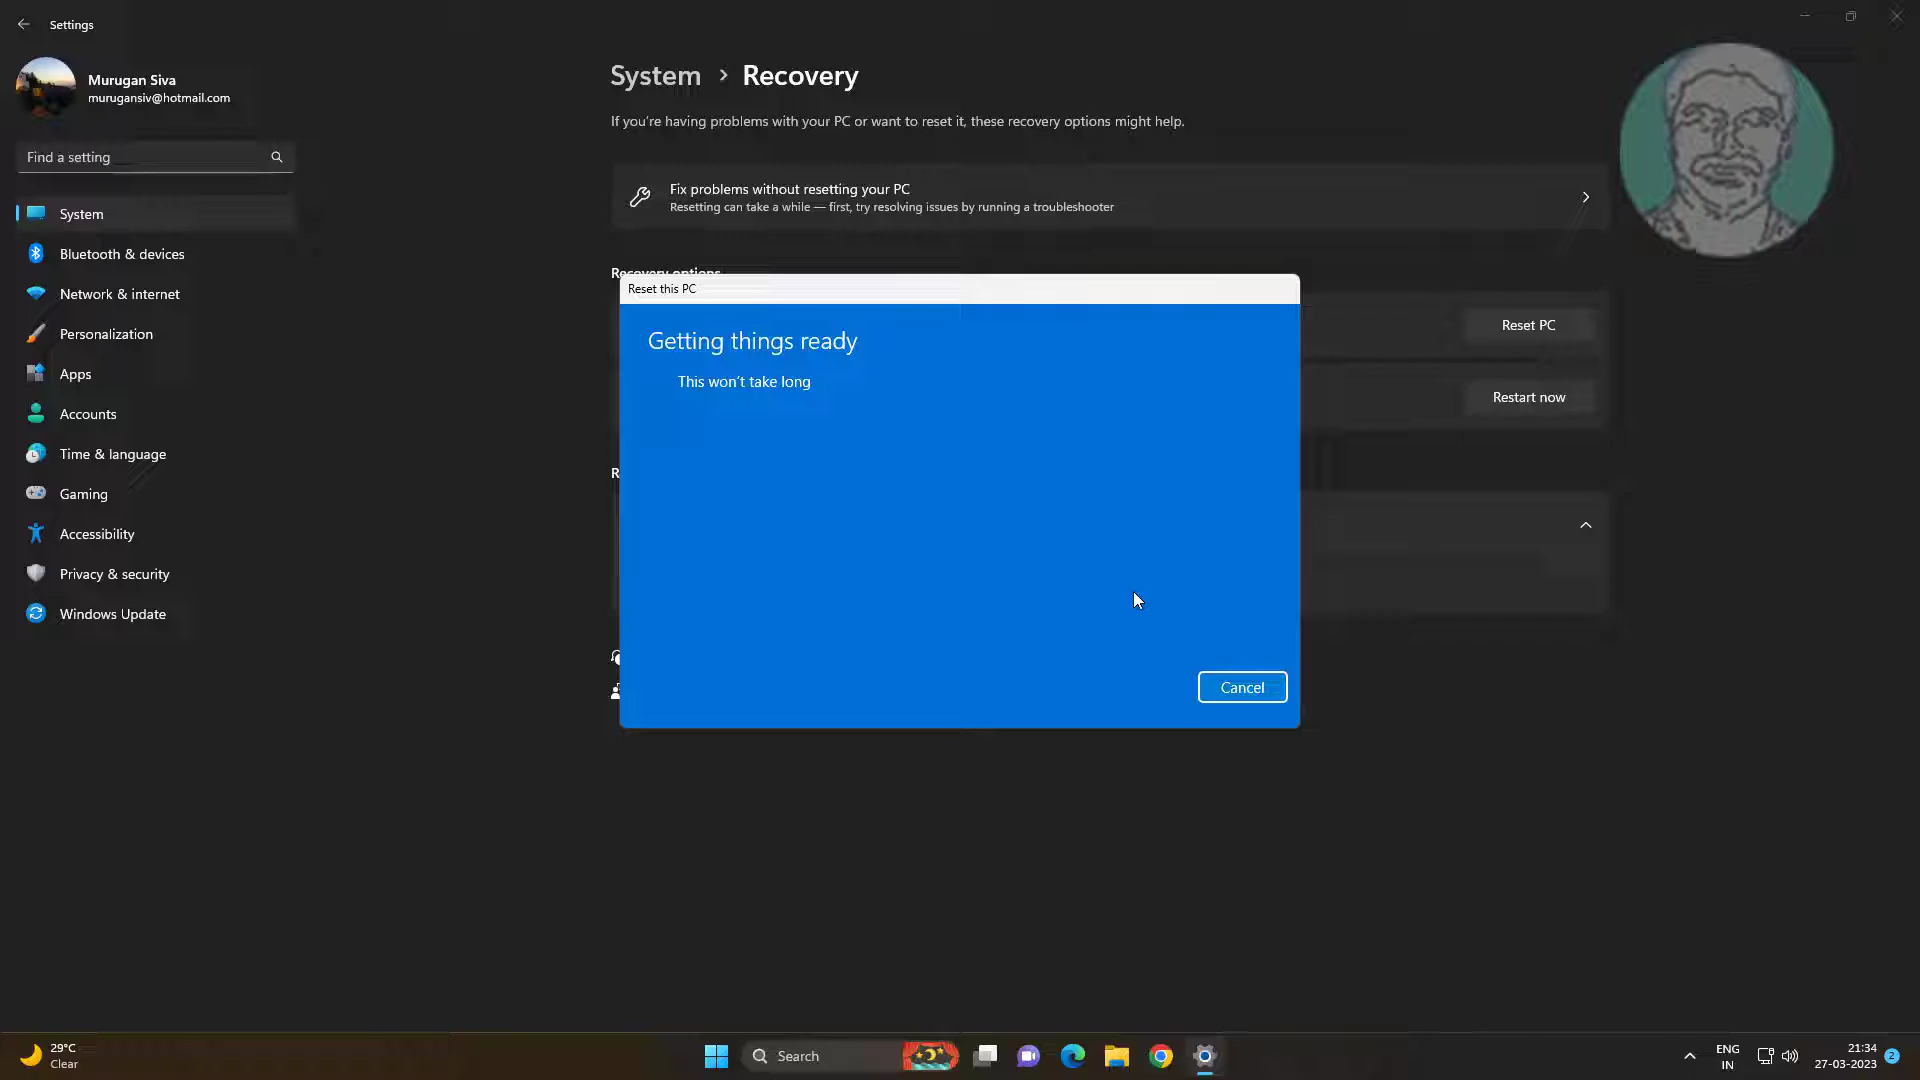 Settings
Murugan Siva
murugansiv@hotmail.com
Find a setting
System
Bluetooth & devices
Network & internet
Personalization
Apps
Accounts
Time & language
Gaming
Accessibility
Privacy & security
Windows Update
System > Recovery
If you're having problems with your PC or want to reset it, these recovery options might help.
Fix problems without resetting your PC
Resetting can take a while — first, try resolving issues by running a troubleshooter
Recovery options
Reset PC
Restart now
R
Reset this PC
Getting things ready
This won't take long
Cancel
29°C
Clear
Search
ENG
IN
21:34
27-03-2023
2